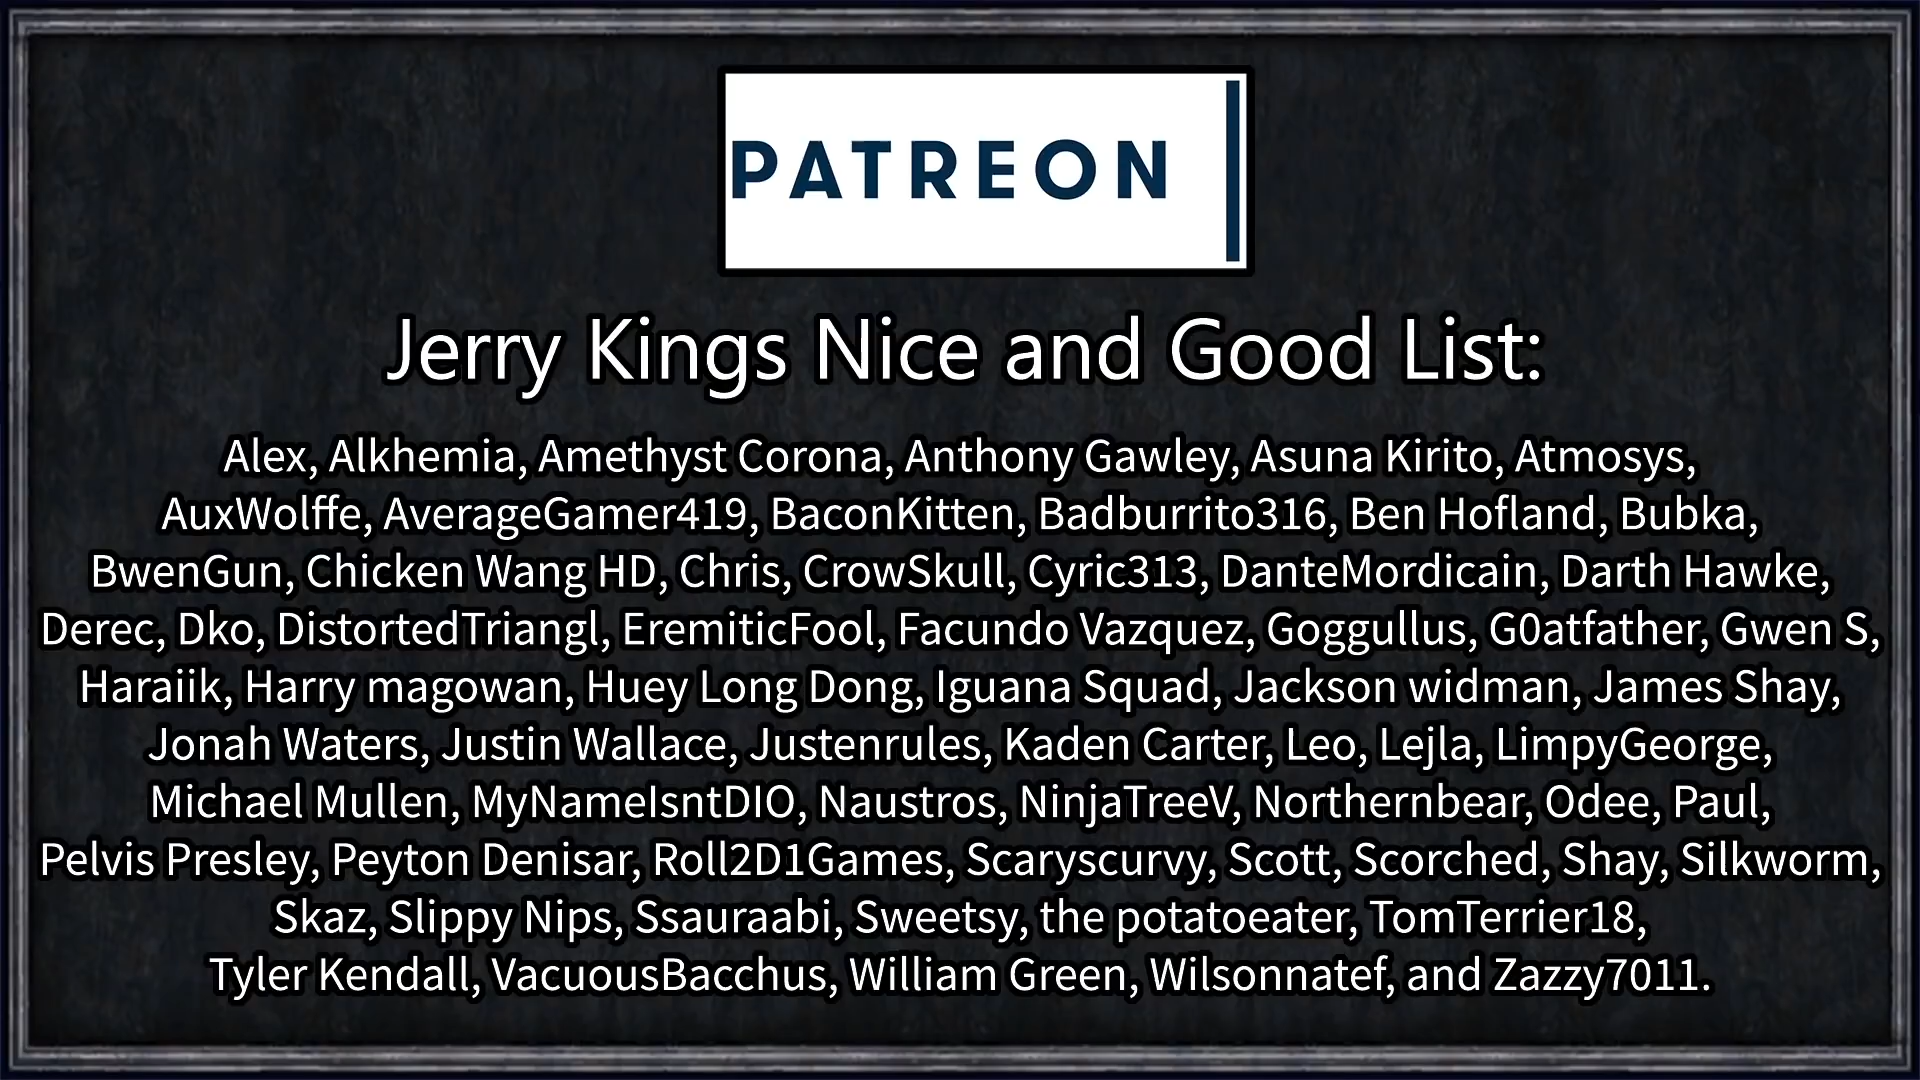 PATREON
Jerry Kings Nice and Good List:
Alex, Alkhemia, Amethyst Corona, Anthony Gawley, Asuna Kirito, Atmosys,
AuxWolffe, AverageGamer419, BaconKitten, Badburrito316, Ben Hofland, Bubka,
BwenGun, Chicken Wang HD, Chris, CrowSkull, Cyric313, DanteMordicain, Darth Hawke,
Derec, Dko, DistortedTriangl, EremiticFool, Facundo Vazquez, Goggullus, G0atfather, Gwen S,
Haraiik, Harry magowan, Huey Long Dong, Iguana Squad, Jackson widman, James Shay,
Jonah Waters, Justin Wallace, Justenrules, Kaden Carter, Leo, Lejla, LimpyGeorge,
Michael Mullen, MyNameIsntDIO, Naustros, NinjaTreeV, Northernbear, Odee, Paul,
Pelvis Presley, Peyton Denisar, Roll2D1Games, Scaryscurvy, Scott, Scorched, Shay, Silkworm,
Skaz, Slippy Nips, Ssauraabi, Sweetsy, the potatoeater, TomTerrier18,
Tyler Kendall, VacuousBacchus, William Green, Wilsonnatef, and Zazzy7011.